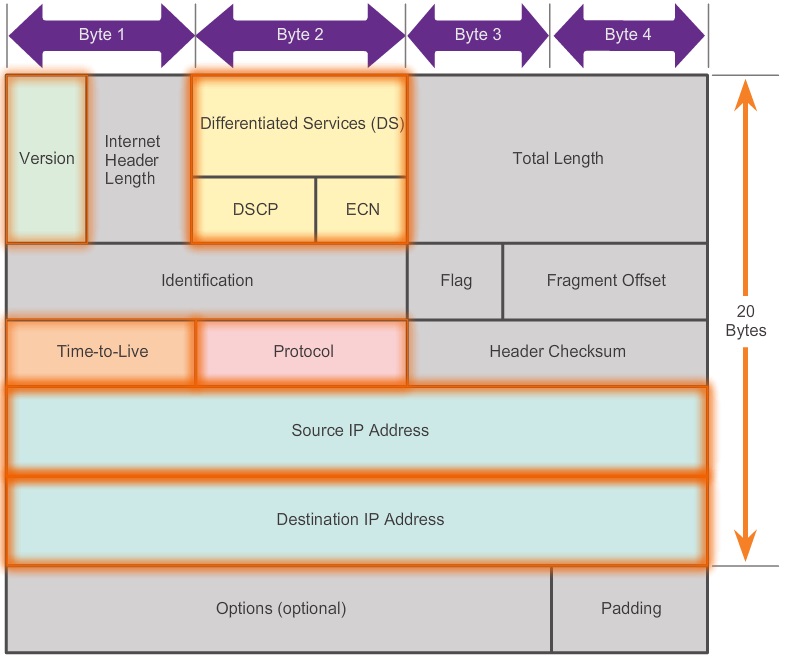 Byte 1
Byte 2
Byte 3
Byte 4
Version
Internet
Header
Length
Differentiated Services (DS)
DSCP
ECN
Total Length
Identification
Flag
Fragment Offset
20
Bytes
Time-to-Live
Protocol
Header Checksum
Source IP Address
Destination IP Address
Options (optional)
Padding